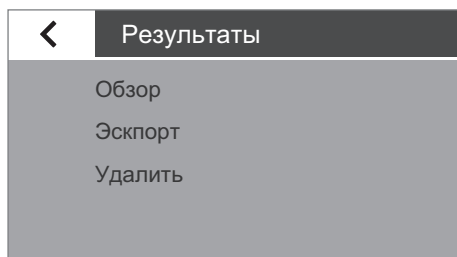 Результаты
Обзор
Эскпорт
Удалить